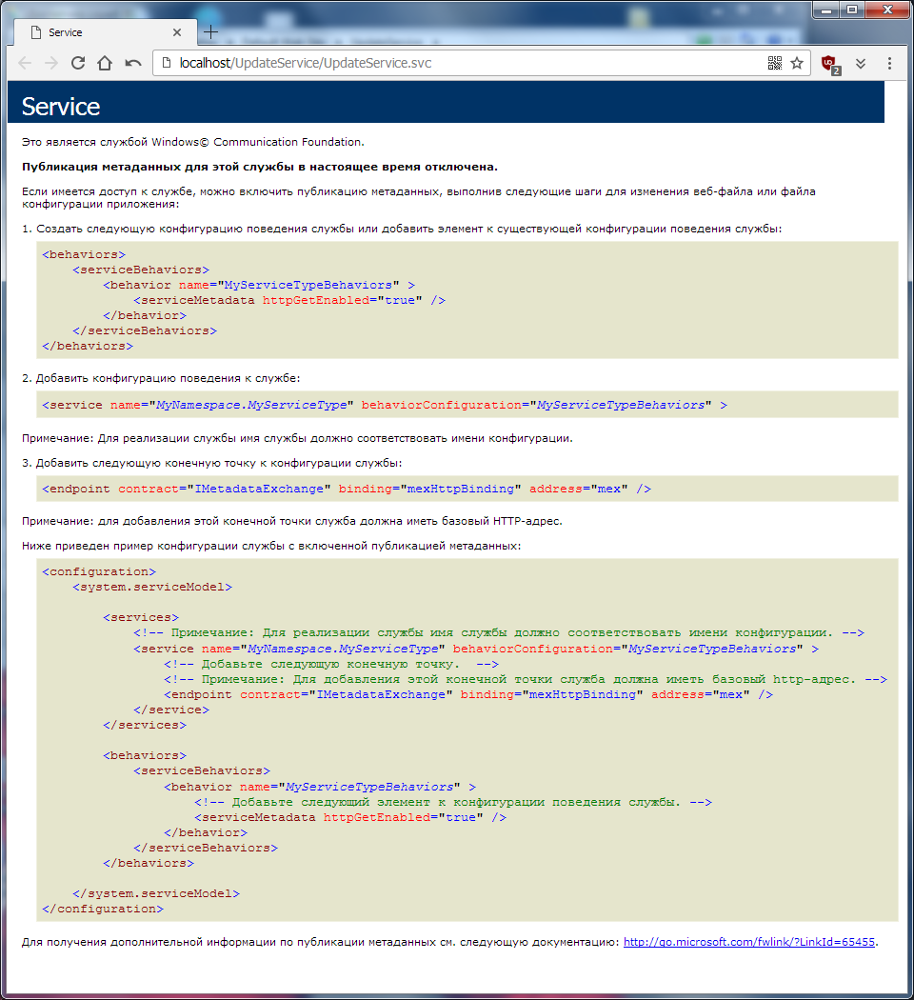 Service
localhost/UpdateService/UpdateService.svc
2
Service
Это является службой Windows© Communication Foundation.
Публикация метаданных для этой службы в настоящее время отключена.
Если имеется доступ к службе, можно включить публикацию метаданных, выполнив следующие шаги для изменения веб-файла или файла
конфигурации приложения:
1. Создать следующую конфигурацию поведения службы или добавить элемент к существующей конфигурации поведения службы:
<behaviors>
    <serviceBehaviors>
        <behavior name="MyServiceTypeBehaviors" >
            <serviceMetadata httpGetEnabled="true" />
        </behavior>
    </serviceBehaviors>
</behaviors>
2. Добавить конфигурацию поведения к службе:
<service name="MyNamespace.MyServiceType" behaviorConfiguration="MyServiceTypeBehaviors" >
Примечание: Для реализации службы имя службы должно соответствовать имени конфигурации.
3. Добавить следующую конечную точку к конфигурации службы:
<endpoint contract="IMetadataExchange" binding="mexHttpBinding" address="mex" />
Примечание: для добавления этой конечной точки служба должна иметь базовый HTTP-адрес.
Ниже приведен пример конфигурации службы с включенной публикацией метаданных:
<configuration>
    <system.serviceModel>
        <services>
            <!-- Примечание: Для реализации службы имя службы должно соответствовать имени конфигурации. -->
            <service name="MyNamespace.MyServiceType" behaviorConfiguration="MyServiceTypeBehaviors" >
                <!-- Добавьте следующую конечную точку.  -->
                <!-- Примечание: Для добавления этой конечной точки служба должна иметь базовый http-адрес. -->
                <endpoint contract="IMetadataExchange" binding="mexHttpBinding" address="mex" />
            </service>
        </services>
        <behaviors>
            <serviceBehaviors>
                <behavior name="MyServiceTypeBehaviors" >
                    <!-- Добавьте следующий элемент к конфигурации поведения службы. -->
                    <serviceMetadata httpGetEnabled="true" />
                </behavior>
            </serviceBehaviors>
        </behaviors>
    </system.serviceModel>
</configuration>
Для получения дополнительной информации по публикации метаданных см. следующую документацию: http://go.microsoft.com/fwlink/?LinkId=65455.